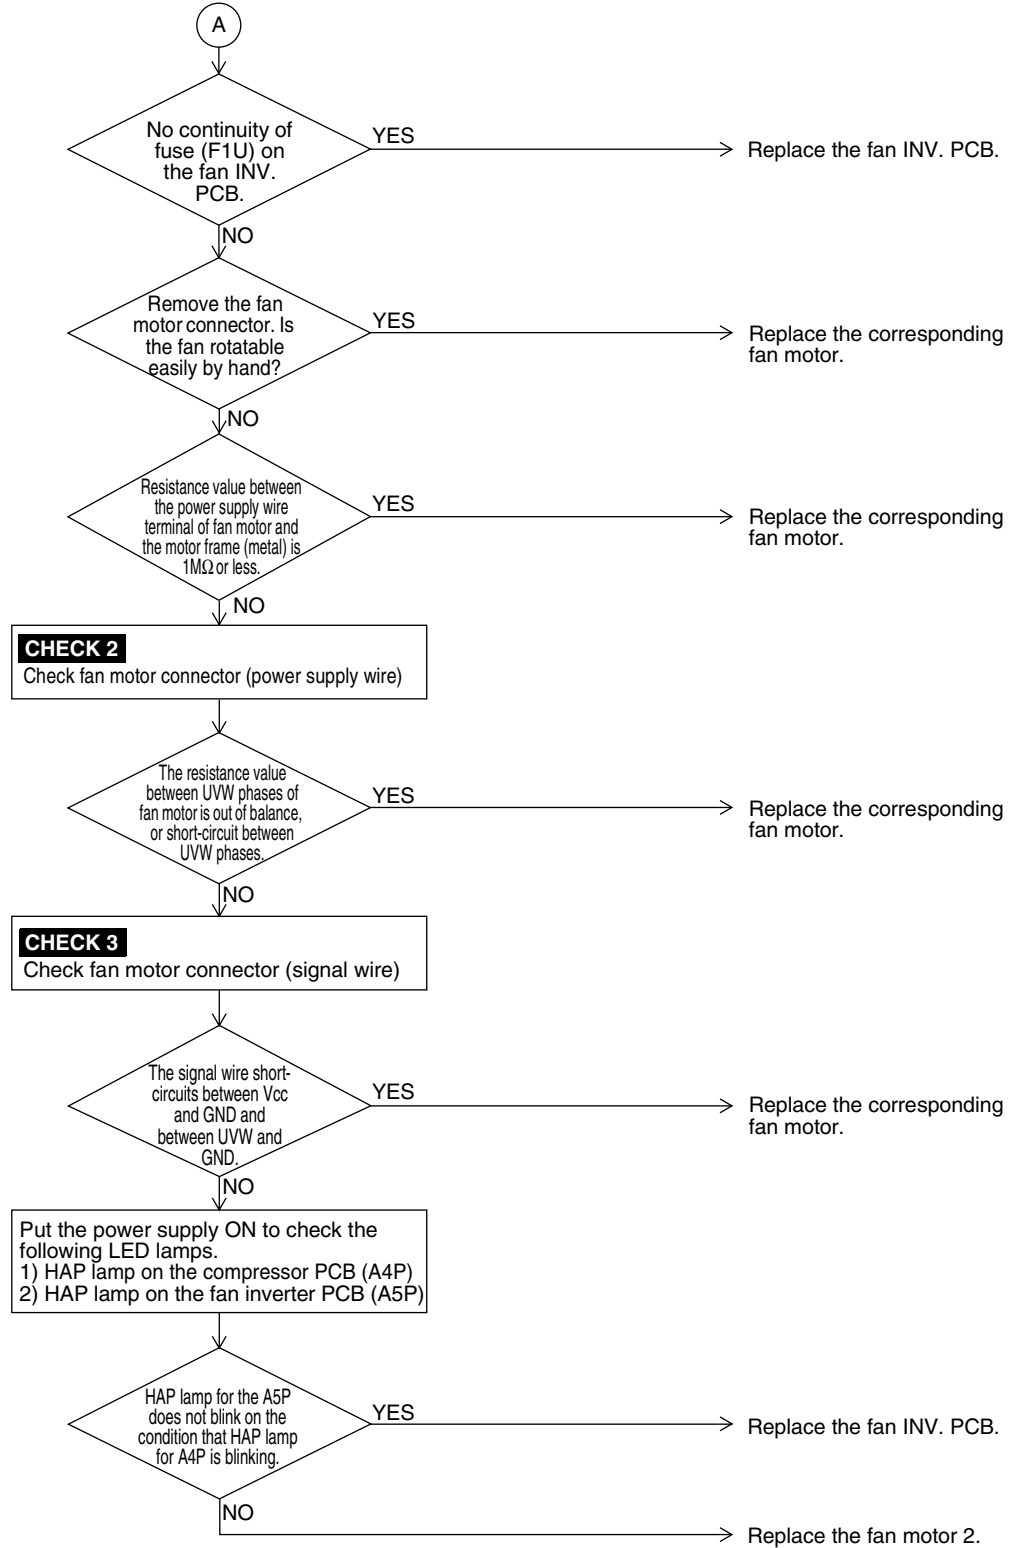 A
No continuity of
fuse (F1U) on
the fan INV.
PCB.
YES
Replace the fan INV. PCB.
NO
Remove the fan
motor connector. Is
the fan rotatable
easily by hand?
YES
Replace the corresponding
fan motor.
NO
Resistance value between
the power supply wire
terminal of fan motor and
the motor frame (metal) is
1MΩ or less.
YES
Replace the corresponding
fan motor.
NO
CHECK 2
Check fan motor connector (power supply wire)
The resistance value
between UVW phases of
fan motor is out of balance,
or short-circuit between
UVW phases.
YES
Replace the corresponding
fan motor.
NO
CHECK 3
Check fan motor connector (signal wire)
The signal wire short-
circuits between Vcc
and GND and
between UVW and
GND.
YES
Replace the corresponding
fan motor.
NO
Put the power supply ON to check the
following LED lamps.
1) HAP lamp on the compressor PCB (A4P)
2) HAP lamp on the fan inverter PCB (A5P)
HAP lamp for the A5P
does not blink on the
condition that HAP lamp
for A4P is blinking.
YES
Replace the fan INV. PCB.
NO
Replace the fan motor 2.